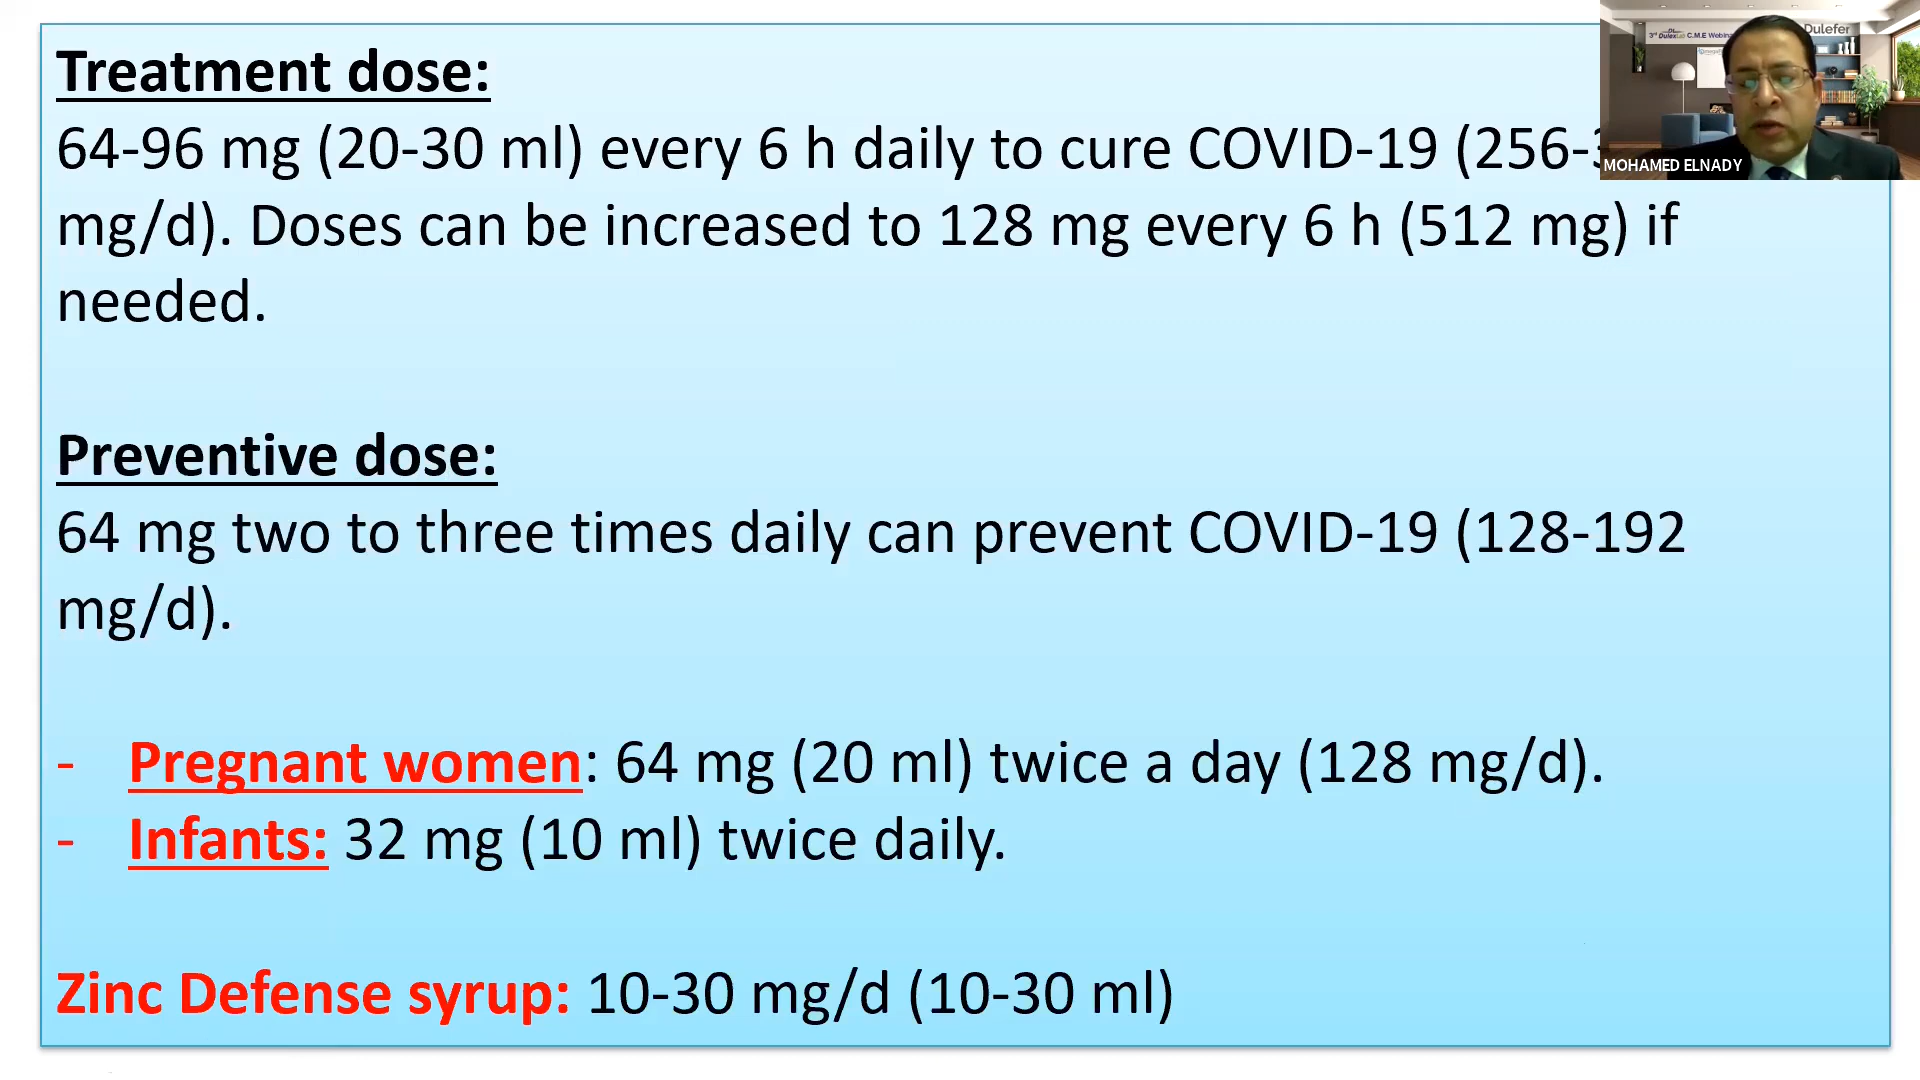 Treatment dose:
64-96 mg (20-30 ml) every 6 h daily to cure COVID-19 (256-
mg/d). Doses can be increased to 128 mg every 6 h (512 mg) if
needed.
Preventive dose:
64 mg two to three times daily can prevent COVID-19 (128-192
mg/d).
- Pregnant women: 64 mg (20 ml) twice a day (128 mg/d).
- Infants: 32 mg (10 ml) twice daily.
Zinc Defense syrup: 10-30 mg/d (10-30 ml)
3rd DulexLab C.M.E Webin
Dulefer
MOHAMED ELNADY